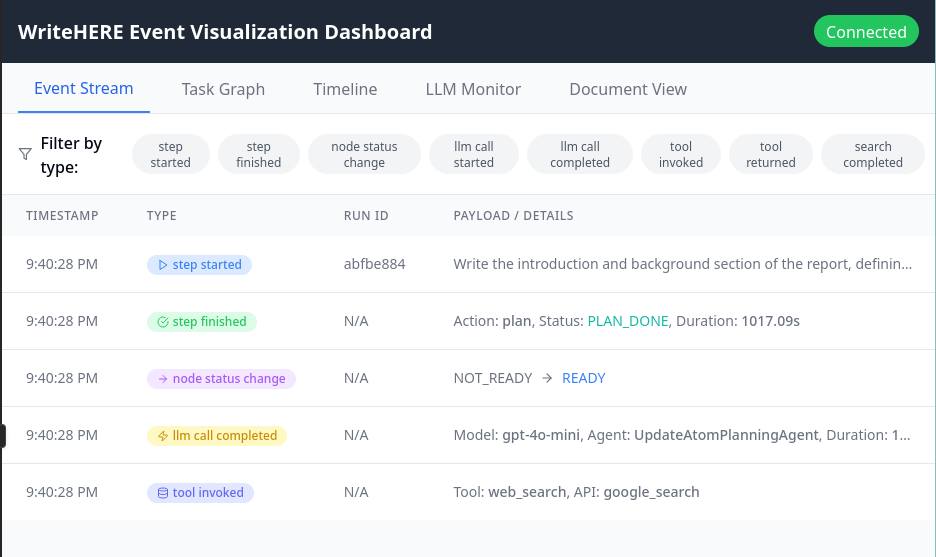 WriteHERE Event Visualization Dashboard
Connected
Event Stream Task Graph Timeline LLM Monitor Document View
Filter by type:
step started
step finished
node status change
llm call started
llm call completed
tool invoked
tool returned
search completed
TIMESTAMP TYPE RUN ID PAYLOAD / DETAILS
9:40:28 PM step started abfbe884 Write the introduction and background section of the report, definin...
9:40:28 PM step finished N/A Action: plan, Status: PLAN_DONE, Duration: 1017.09s
9:40:28 PM node status change N/A NOT_READY → READY
9:40:28 PM llm call completed N/A Model: gpt-4o-mini, Agent: UpdateAtomPlanningAgent, Duration: 1...
9:40:28 PM tool invoked N/A Tool: web_search, API: google_search